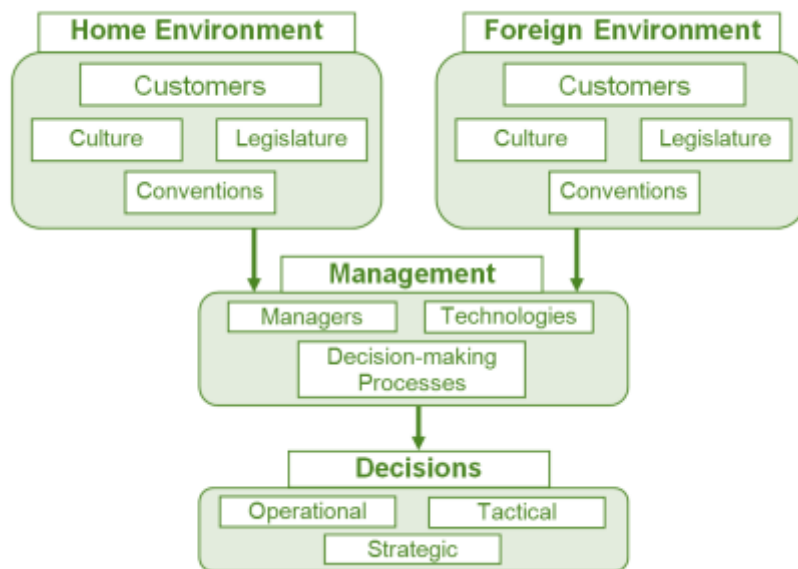 Home Environment
Customers
Culture
Legislature
Conventions
Foreign Environment
Customers
Culture
Legislature
Conventions
Management
Managers
Technologies
Decision-making
Processes
Decisions
Operational
Tactical
Strategic